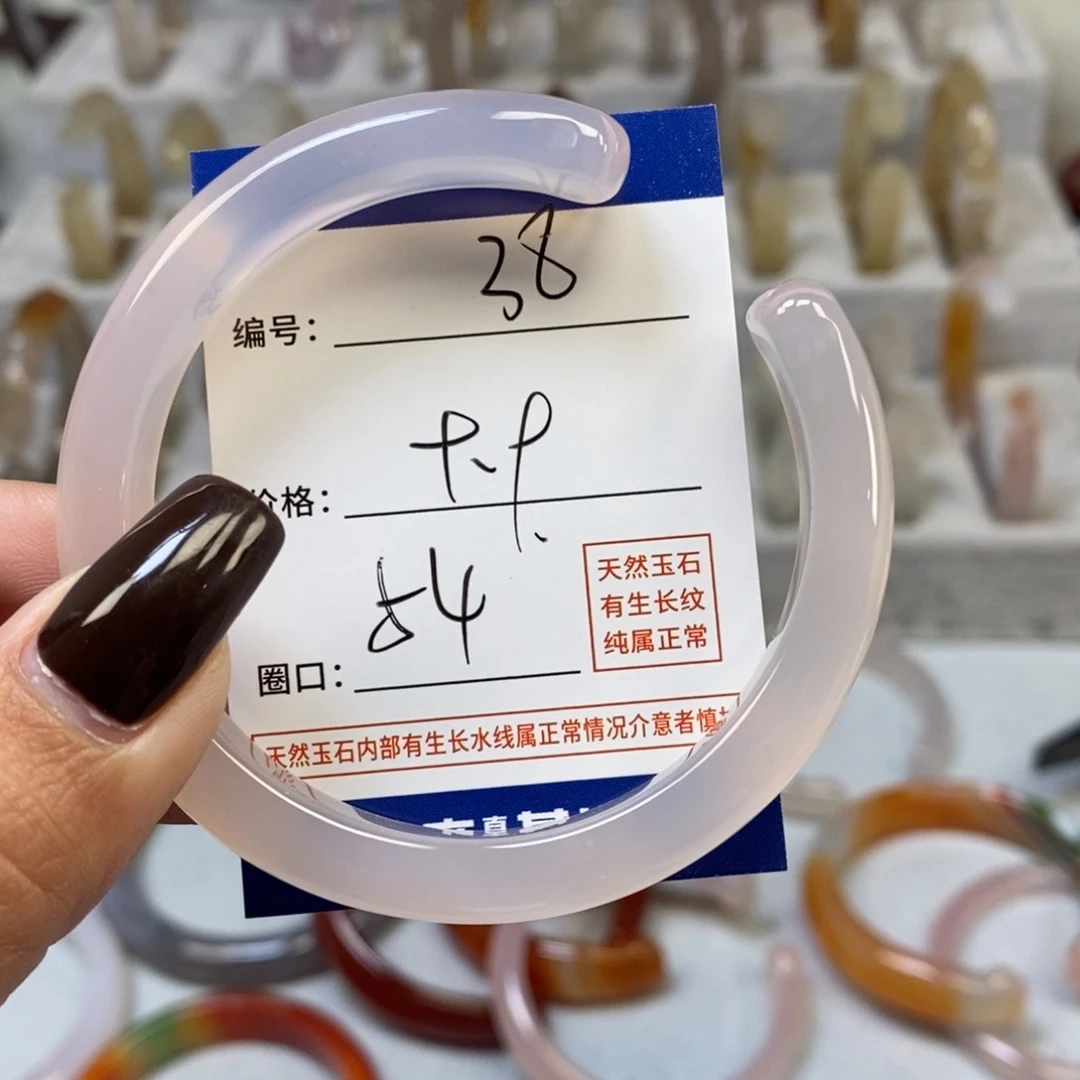 编号： 38
价格：
圈口： 54
天然玉石
有生长纹
纯属正常
天然玉石内部有生长水线属正常情况介意者慎